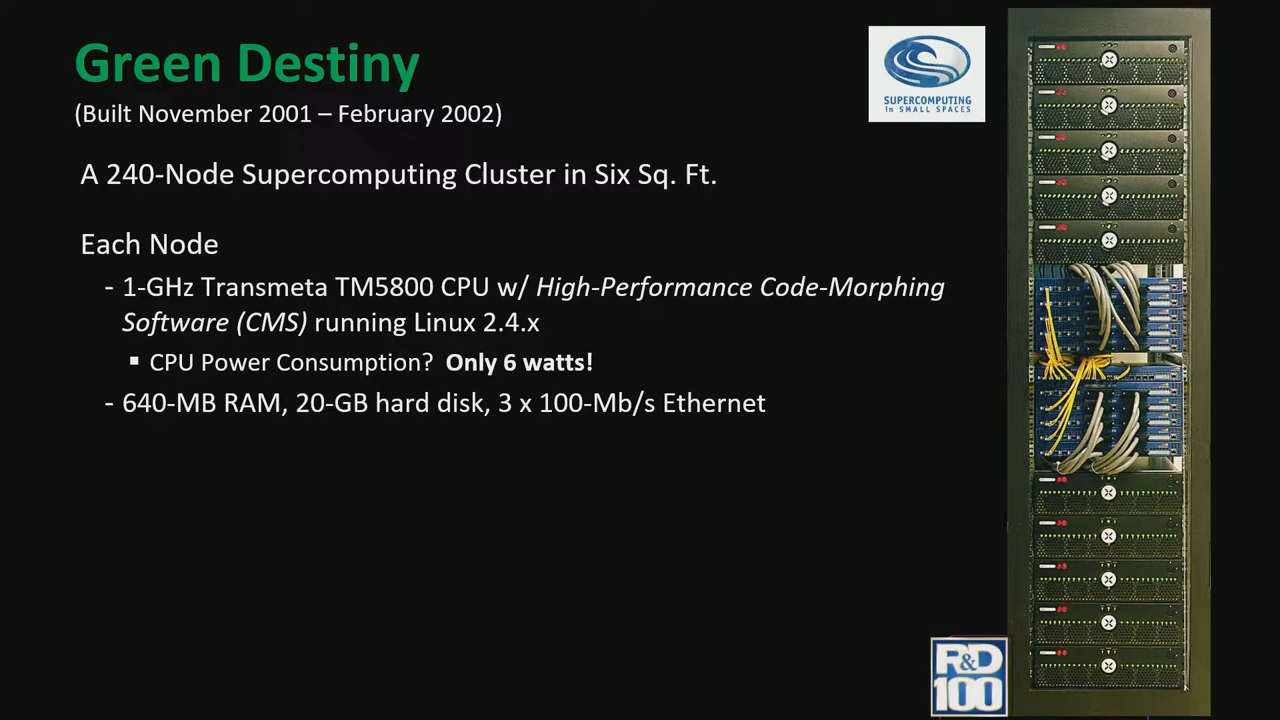 Green Destiny
(Built November 2001 – February 2002)
SUPERCOMPUTING
in SMALL SPACES
A 240-Node Supercomputing Cluster in Six Sq. Ft.
Each Node
- 1-GHz Transmeta TM5800 CPU w/ High-Performance Code-Morphing
Software (CMS) running Linux 2.4.x
▪ CPU Power Consumption? Only 6 watts!
- 640-MB RAM, 20-GB hard disk, 3 x 100-Mb/s Ethernet
R&D
100